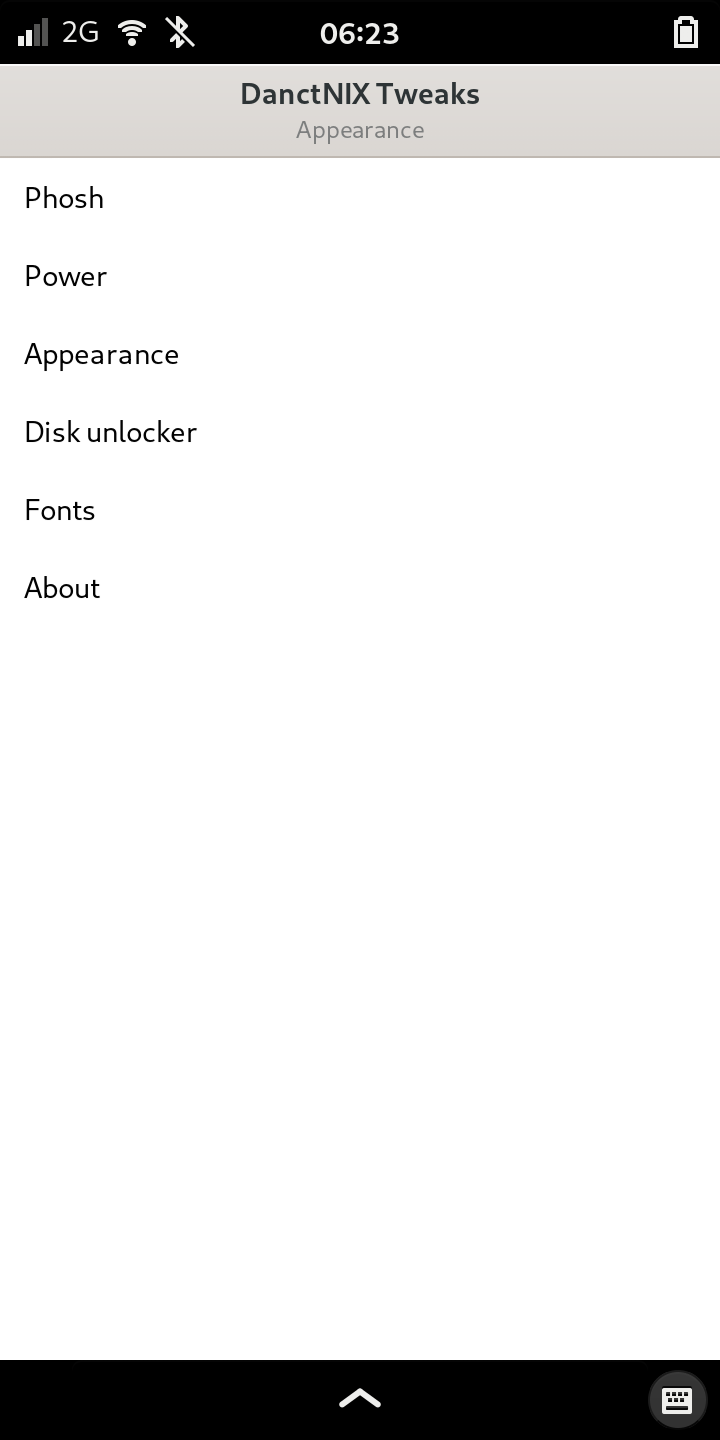 2G 06:23
DanctNIX Tweaks
Appearance
Phosh
Power
Appearance
Disk unlocker
Fonts
About